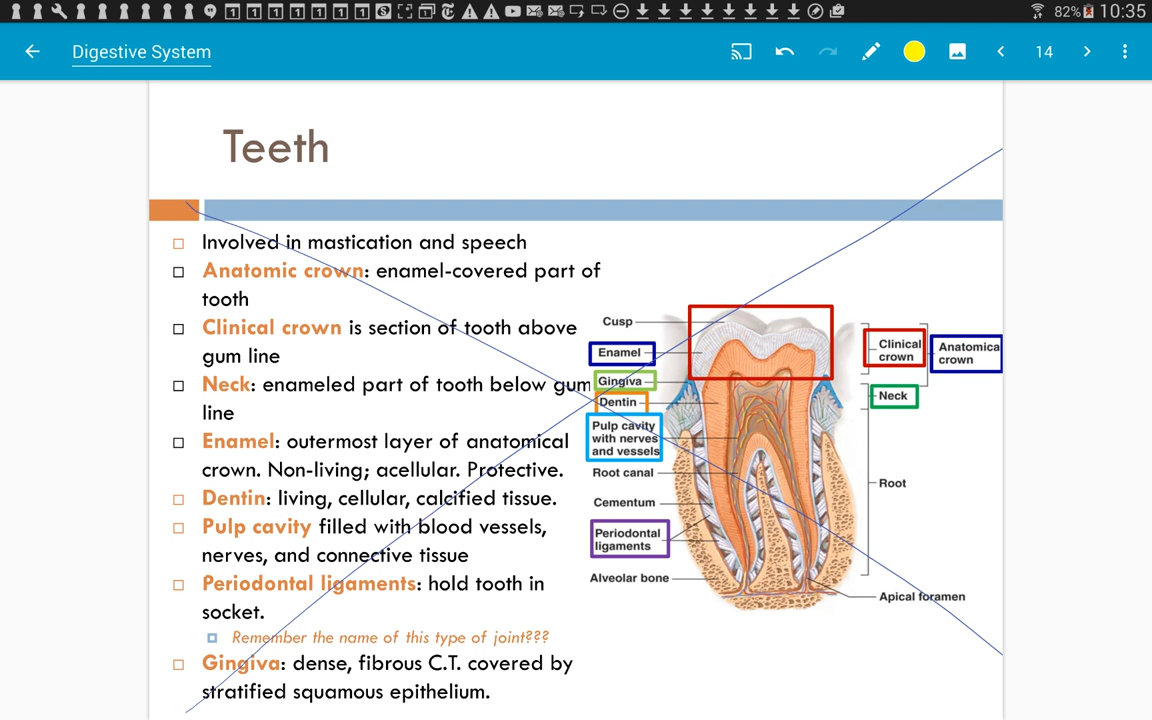 82% 10:35
Digestive System
14
Teeth
Involved in mastication and speech
Anatomic crown: enamel-covered part of
tooth
Clinical crown is section of tooth above
gum line
Neck: enameled part of tooth below gum
line
Enamel: outermost layer of anatomical
crown. Non-living; acellular. Protective.
Dentin: living, cellular, calcified tissue.
Pulp cavity filled with blood vessels,
nerves, and connective tissue
Periodontal ligaments: hold tooth in
socket.
Remember the name of this type of joint???
Gingiva: dense, fibrous C.T. covered by
stratified squamous epithelium.
Cusp
Enamel
Gingiva
Dentin
Pulp cavity
with nerves
and vessels
Root canal
Cementum
Periodontal
ligaments
Alveolar bone
Clinical
crown
Anatomica
crown
Neck
Root
Apical foramen